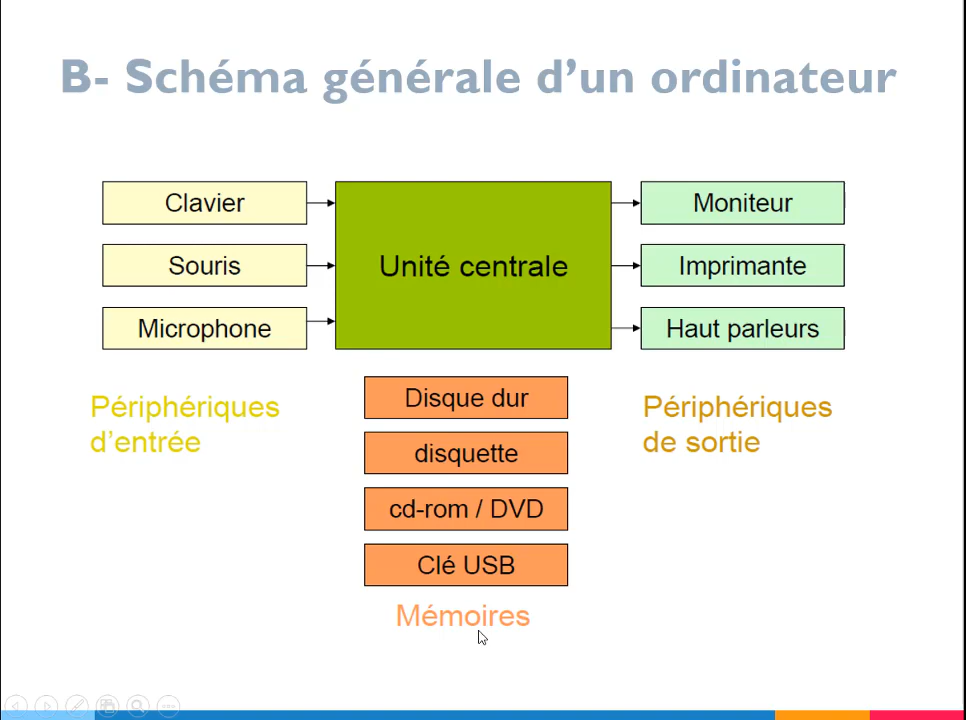 B- Schéma générale d’un ordinateur
Clavier
Souris
Microphone
Unité centrale
Moniteur
Imprimante
Haut parleurs
Périphériques
d’entrée
Disque dur
disquette
cd-rom / DVD
Clé USB
Mémoires
Périphériques
de sortie